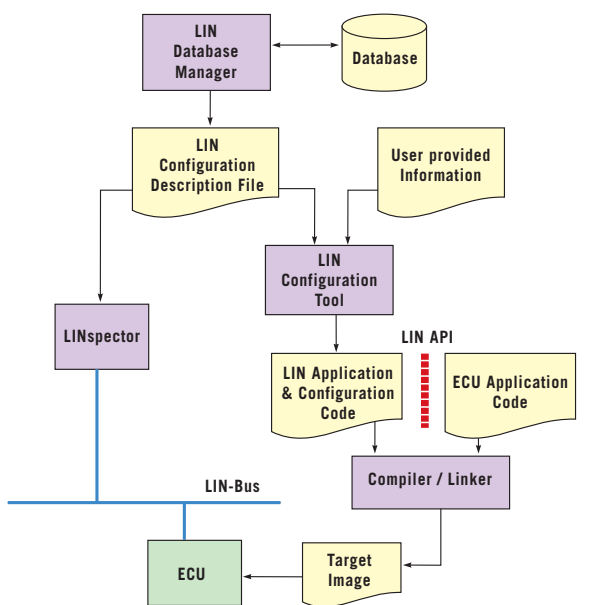 LIN
Database
Manager
Database
LIN
Configuration
Description File
User provided
Information
LIN
Configuration
Tool
LINspector
LIN API
LIN Application
& Configuration
Code
ECU Application
Code
Compiler / Linker
LIN-Bus
ECU
Target
Image